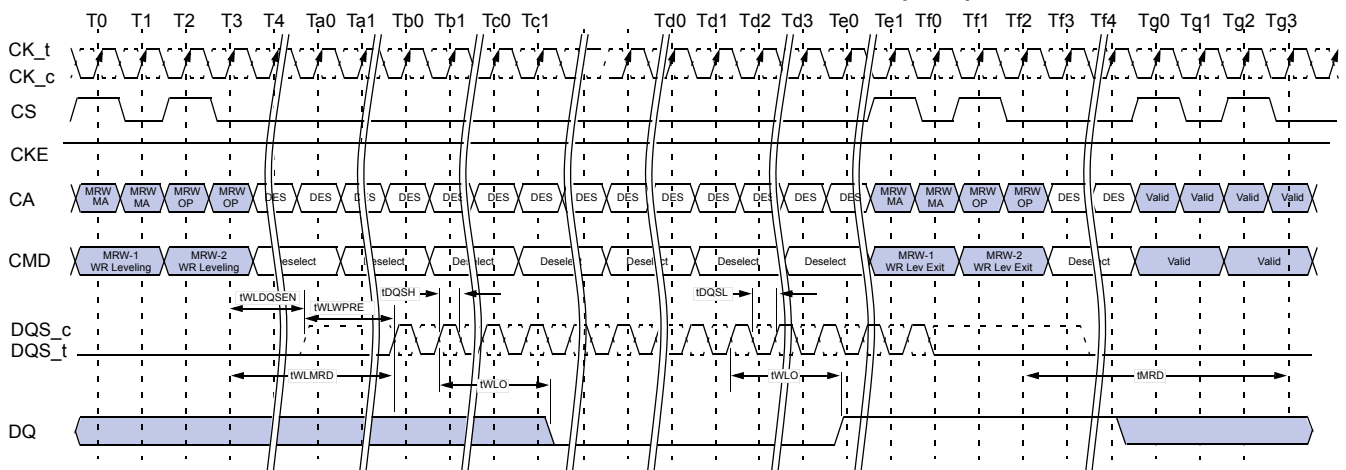 T0 T1 T2 T3 T4 Ta0 Ta1 Tb0 Tb1 Tc0 Tc1 Td0 Td1 Td2 Td3 Te0 Te1 Tf0 Tf1 Tf2 Tf3 Tf4 Tg0 Tg1 Tg2 Tg3
CK_t
CK_c
CS
CKE
CA MRW MA MRW MA MRW OP MRW OP DES DES DES DES DES DES DES DES DES DES DES DES DES DES MRW MA MRW MA MRW OP MRW OP DES DES Valid Valid Valid Valid
CMD MRW-1 WR Leveling MRW-2 WR Leveling Deselect Deselect Deselect Deselect Deselect Deselect Deselect MRW-1 WR Lev Exit MRW-2 WR Lev Exit Deselect Valid Valid
tWLDQSEN tWLWPRE tDQSH tDQSL
DQS_c
DQS_t
tWLMRD tWLO tWLO tMRD
DQ